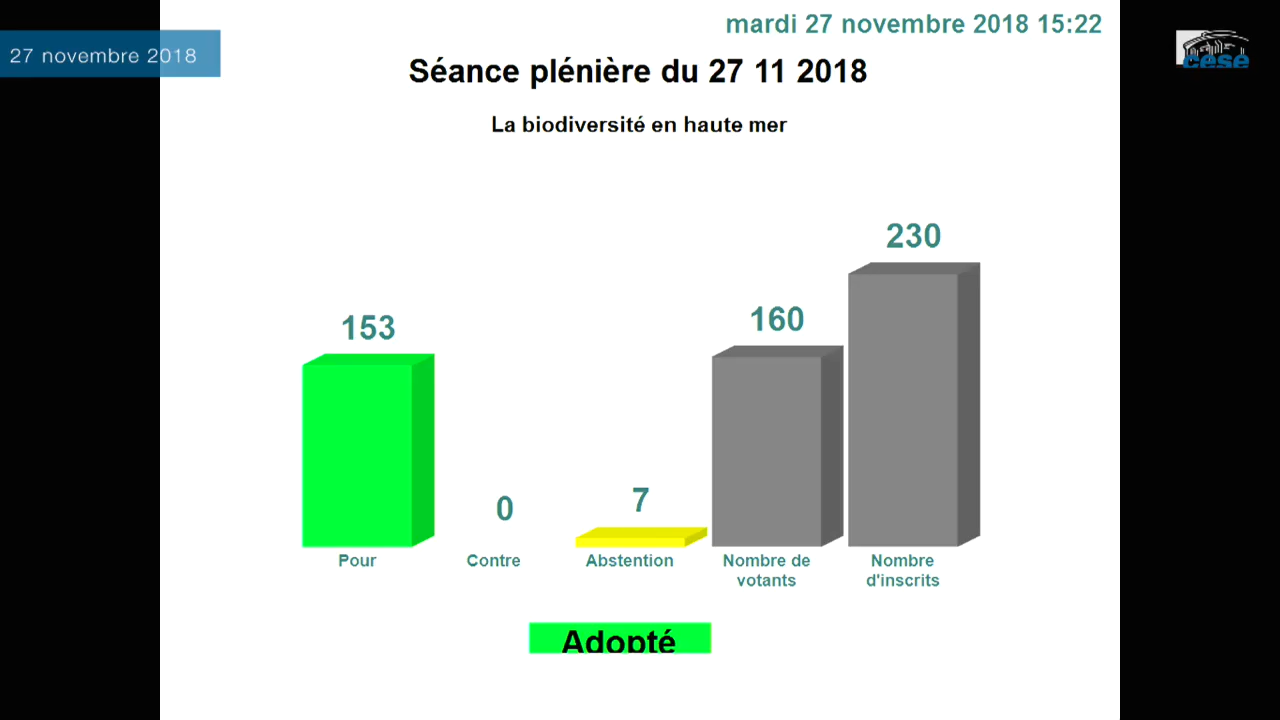 mardi 27 novembre 2018 15:22
27 novembre 2018
cese
Séance plénière du 27 11 2018
La biodiversité en haute mer
230
160
153
7
0
Pour
Contre
Abstention
Nombre de
votants
Nombre
d'inscrits
Adopté